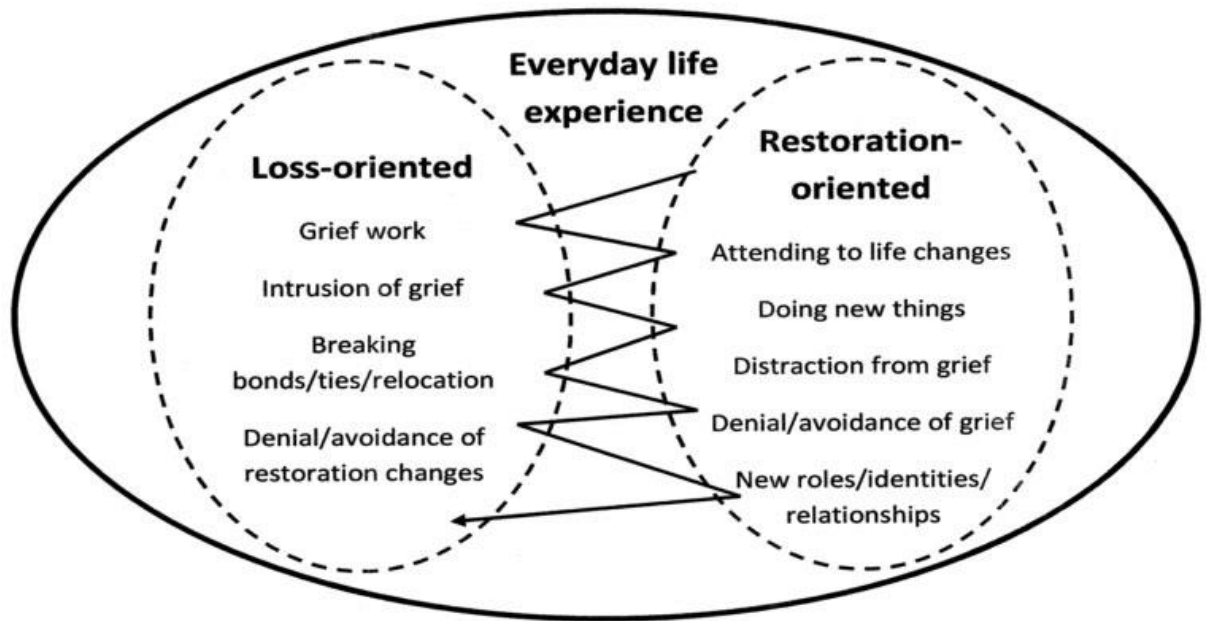 Everyday life
experience
Loss-oriented
Grief work
Intrusion of grief
Breaking
bonds/ties/relocation
Denial/avoidance of
restoration changes
Restoration-
oriented
Attending to life changes
Doing new things
Distraction from grief
Denial/avoidance of grief
New roles/identities/
relationships